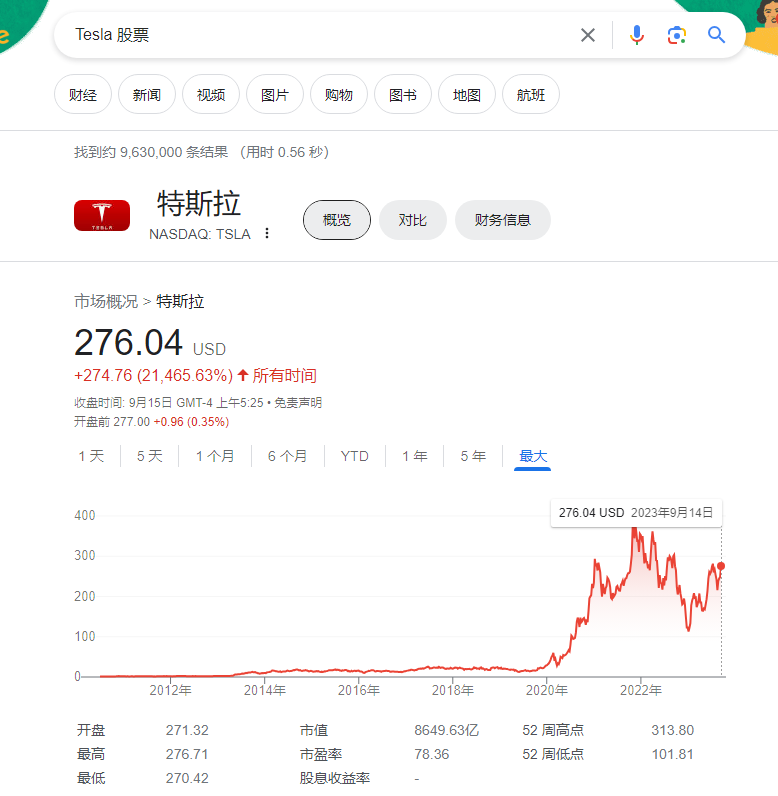 e
Tesla 股票
财经 新闻 视频 图片 购物 图书 地图 航班
找到约 9,630,000 条结果 （用时 0.56 秒）
TESLA
特斯拉
NASDAQ: TSLA
概览 对比 财务信息
市场概况 > 特斯拉
276.04 USD
+274.76 (21,465.63%) 所有时间
收盘时间: 9月15日 GMT-4 上午5:25 • 免责声明
开盘前 277.00 +0.96 (0.35%)
1 天 5 天 1 个月 6 个月 YTD 1 年 5 年 最大
276.04 USD 2023年9月14日
400
300
200
100
0
2012年 2014年 2016年 2018年 2020年 2022年
开盘 271.32 市值 8649.63亿 52 周高点 313.80
最高 276.71 市盈率 78.36 52 周低点 101.81
最低 270.42 股息收益率 -